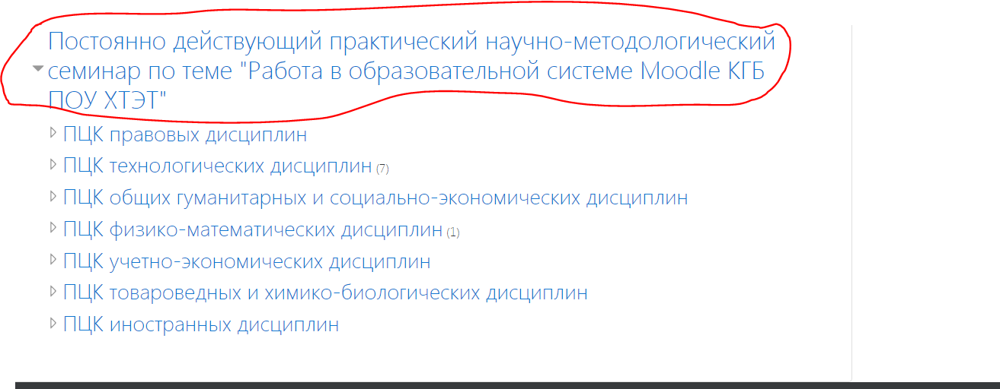 Постоянно действующий практический научно-методологический
семинар по теме "Работа в образовательной системе Moodle КГБ
ПОУ ХТЭТ"
ПЦК правовых дисциплин
ПЦК технологических дисциплин (7)
ПЦК общих гуманитарных и социально-экономических дисциплин
ПЦК физико-математических дисциплин (1)
ПЦК учетно-экономических дисциплин
ПЦК товароведных и химико-биологических дисциплин
ПЦК иностранных дисциплин